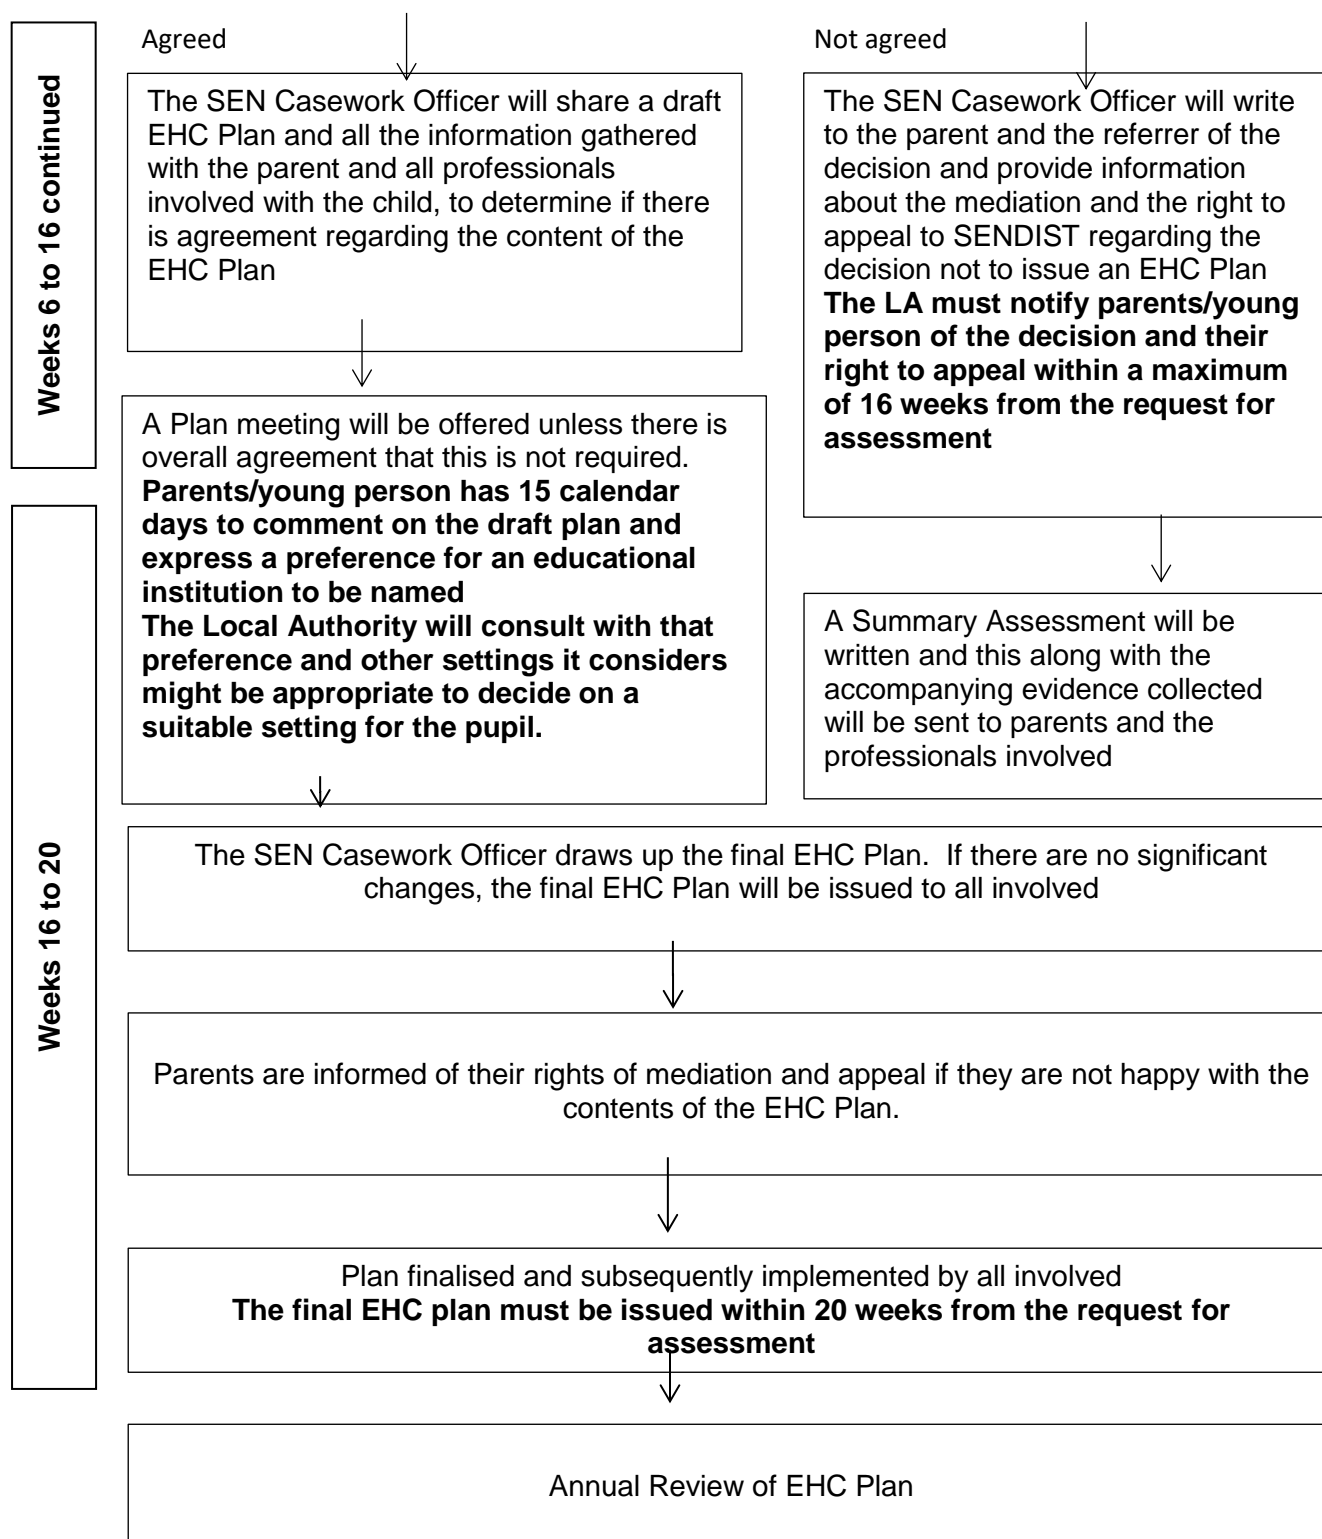 Weeks 6 to 16 continued
Agreed
The SEN Casework Officer will share a draft
EHC Plan and all the information gathered
with the parent and all professionals
involved with the child, to determine if there
is agreement regarding the content of the
EHC Plan
Not agreed
The SEN Casework Officer will write
to the parent and the referrer of the
decision and provide information
about the mediation and the right to
appeal to SENDIST regarding the
decision not to issue an EHC Plan
The LA must notify parents/young
person of the decision and their
right to appeal within a maximum
of 16 weeks from the request for
assessment
A Plan meeting will be offered unless there is
overall agreement that this is not required.
Parents/young person has 15 calendar
days to comment on the draft plan and
express a preference for an educational
institution to be named
The Local Authority will consult with that
preference and other settings it considers
might be appropriate to decide on a
suitable setting for the pupil.
A Summary Assessment will be
written and this along with the
accompanying evidence collected
will be sent to parents and the
professionals involved
Weeks 16 to 20
The SEN Casework Officer draws up the final EHC Plan.  If there are no significant
changes, the final EHC Plan will be issued to all involved
Parents are informed of their rights of mediation and appeal if they are not happy with the
contents of the EHC Plan.
Plan finalised and subsequently implemented by all involved
The final EHC plan must be issued within 20 weeks from the request for
assessment
Annual Review of EHC Plan